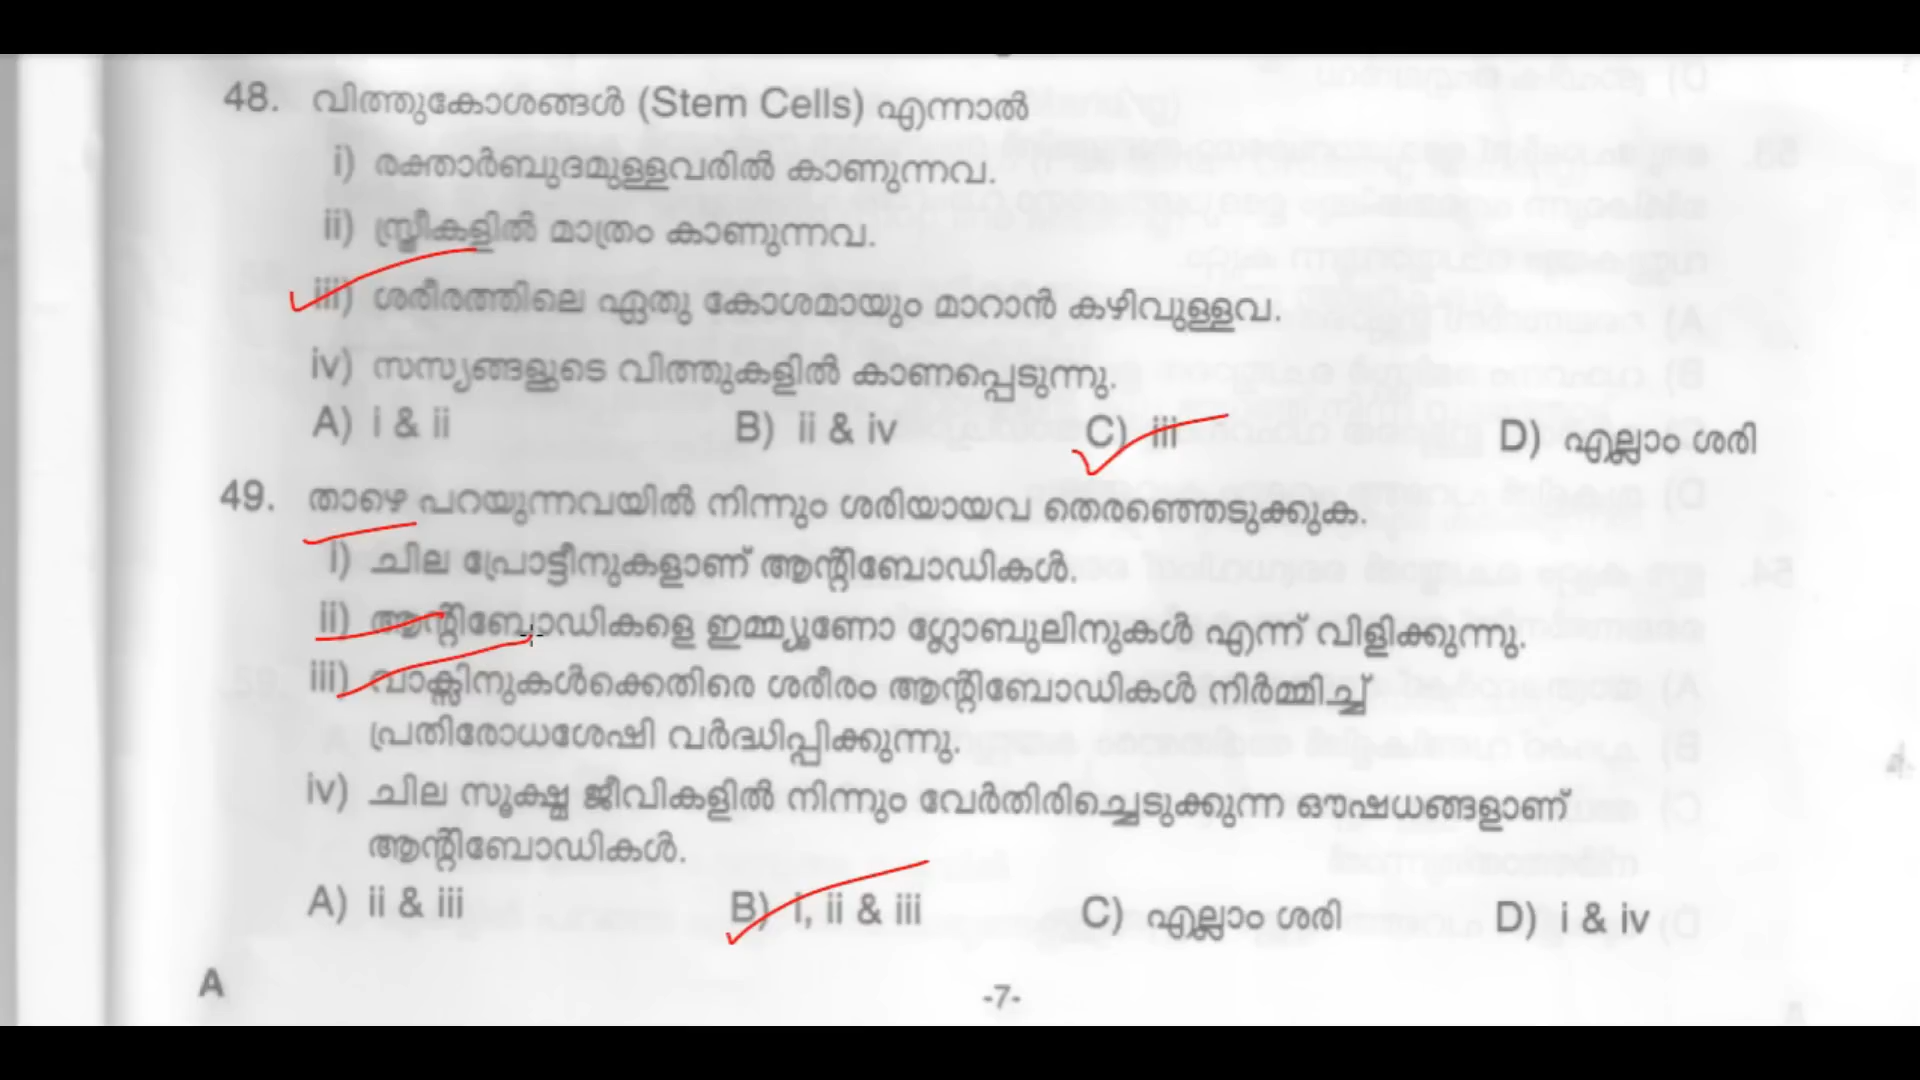 48. വിത്തുകോശങ്ങൾ (Stem Cells) എന്നാൽ
i) രക്താർബുദമുള്ളവരിൽ കാണുന്നവ.
ii) സ്ത്രീകളിൽ മാത്രം കാണുന്നവ.
iii) ശരീരത്തിലെ ഏതു കോശമായും മാറാൻ കഴിവുള്ളവ.
iv) സസ്യങ്ങളുടെ വിത്തുകളിൽ കാണപ്പെടുന്നു.
A) i & ii B) ii & iv C) iii D) എല്ലാം ശരി
49. താഴെ പറയുന്നവയിൽ നിന്നും ശരിയായവ തെരഞ്ഞെടുക്കുക.
i) ചില പ്രോട്ടീനുകളാണ് ആന്റിബോഡികൾ.
ii) ആന്റിബോഡികളെ ഇമ്മ്യൂണോ ഗ്ലോബുലിനുകൾ എന്ന് വിളിക്കുന്നു.
iii) വാക്സിനുകൾക്കെതിരെ ശരീരം ആന്റിബോഡികൾ നിർമ്മിച്ച്
പ്രതിരോധശേഷി വർദ്ധിപ്പിക്കുന്നു.
iv) ചില സൂക്ഷ്മ ജീവികളിൽ നിന്നും വേർതിരിച്ചെടുക്കുന്ന ഔഷധങ്ങളാണ്
ആന്റിബോഡികൾ.
A) ii & iii B) i, ii & iii C) എല്ലാം ശരി D) i & iv
A -7-